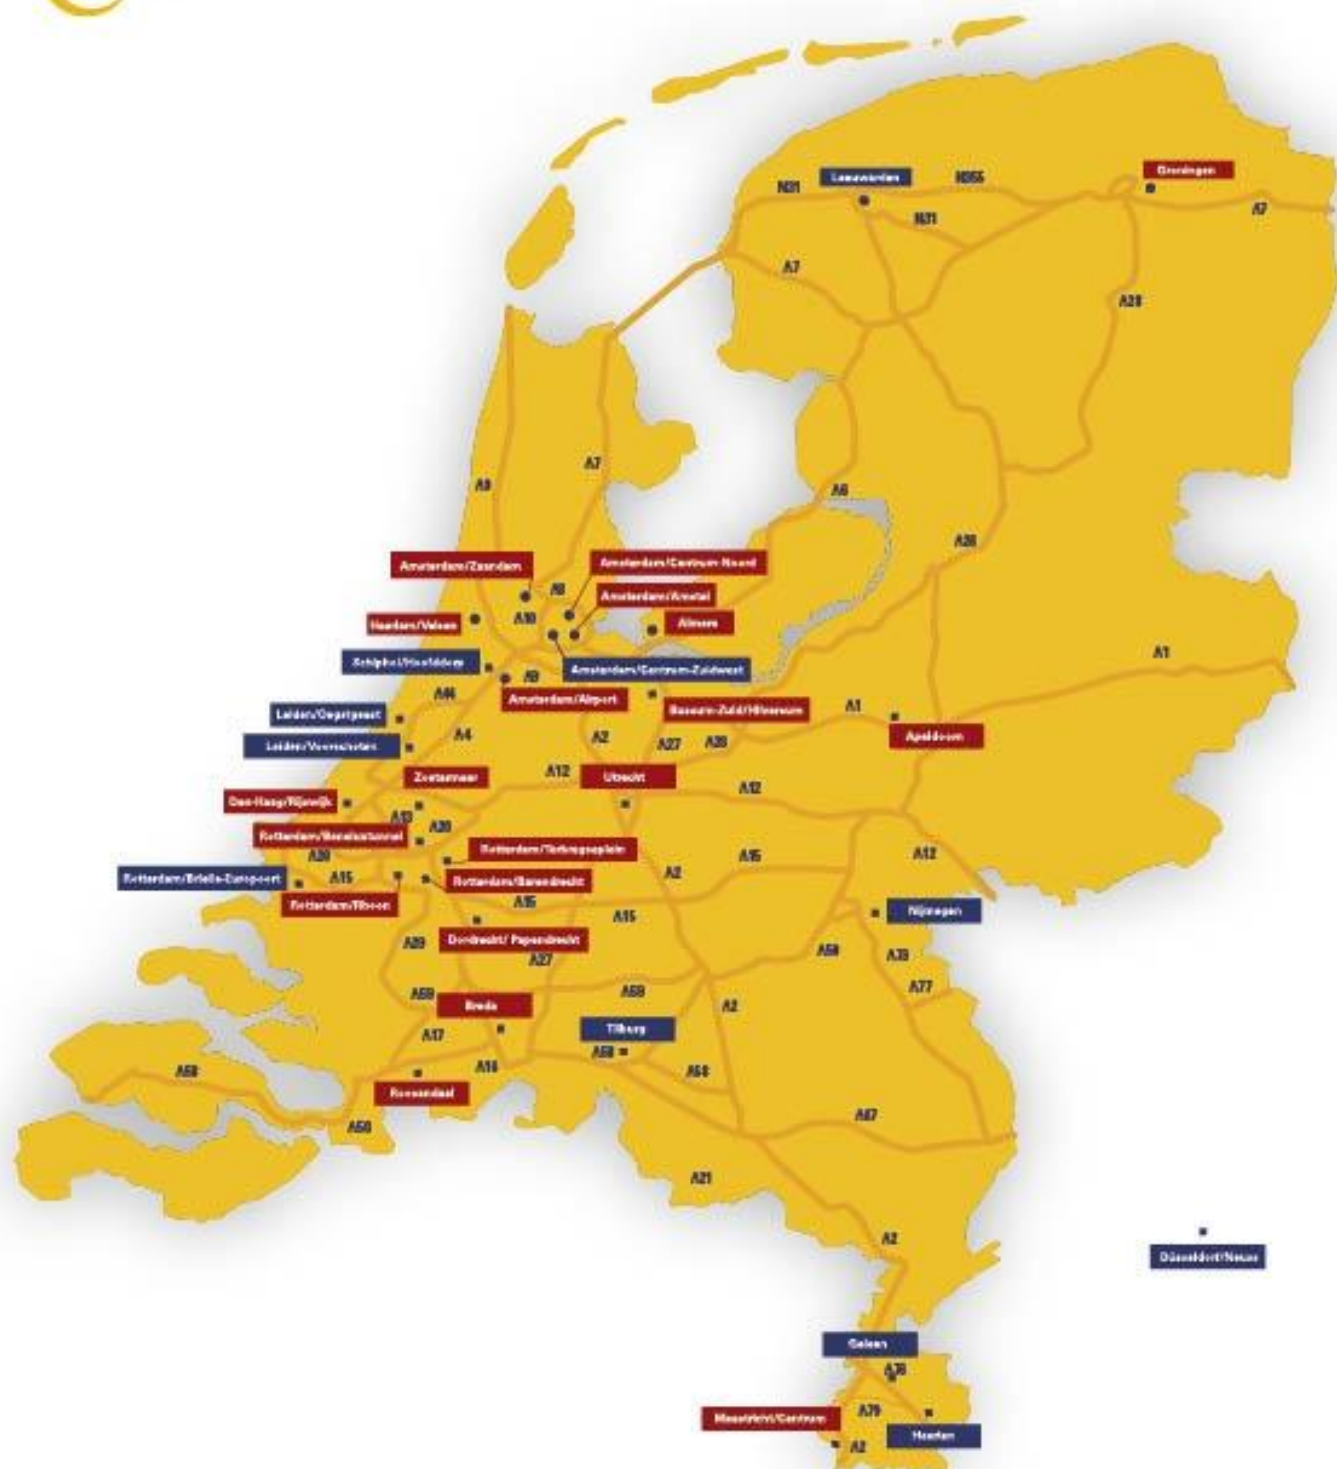 Leeuwarden
N355
Groningen
N31
N31
A7
A7
A28
A7
A9
A6
A28
Amsterdam/Zaandam
Amsterdam/Centrum-Noord
A8
Amsterdam/Amstel
A10
Haarlem/Velsen
Almere
Schiphol/Hoofddorp
Amsterdam/Centrum-Zuidwest
A1
A9
A44
Amsterdam/Airport
Bussum-Zuid/Hilversum
A1
Leiden/Oegstgeest
A4
A2
A27
A28
Apeldoorn
Leiden/Voorschoten
Zoetermeer
A12
Utrecht
A12
Den-Haag/Rijswijk
A13
A20
Rotterdam/Beneluxtunnel
Rotterdam/Terbregseplein
A20
A15
A12
A2
Rotterdam/Brielle-Europoort
A15
Rotterdam/Barendrecht
Rotterdam/Rhoon
A15
A15
Nijmegen
Dordrecht/ Papendrecht
A29
A27
A73
A77
A59
A59
Breda
A2
A17
Tilburg
A58
A16
A58
A58
Roosendaal
A67
A21
A2
Düsseldorf/Neuss
Geleen
A76
Maastricht/Centrum
A79
Heerlen
A2